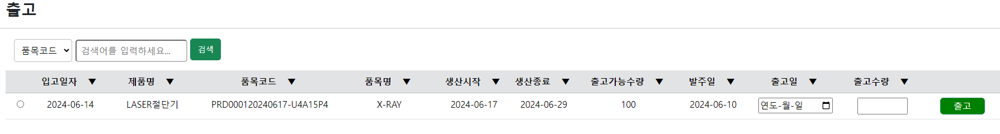 출고
품목코드 검색어를 입력하세요... 검색
입고일자 ▼ 제품명 ▼ 품목코드 ▼ 품목명 ▼ 생산시작 ▼ 생산종료 ▼ 출고가능수량 ▼ 발주일 ▼ 출고일 ▼ 출고수량 ▼
2024-06-14 LASER절단기 PRD000120240617-U4A15P4 X-RAY 2024-06-17 2024-06-29 100 2024-06-10 연도-월-일 출고